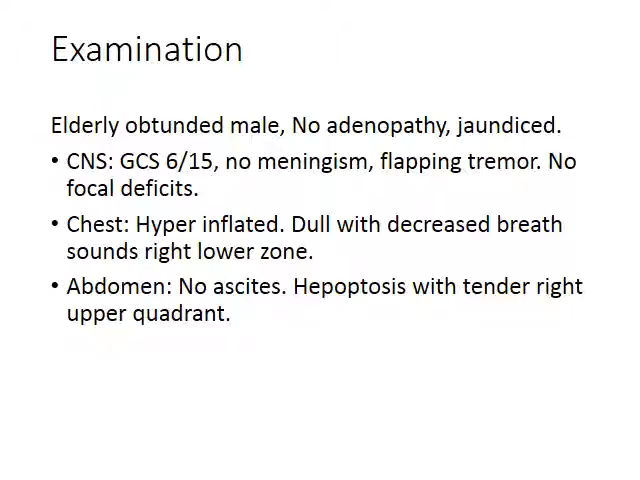 Examination
Elderly obtunded male, No adenopathy, jaundiced.
• CNS: GCS 6/15, no meningism, flapping tremor. No
focal deficits.
• Chest: Hyper inflated. Dull with decreased breath
sounds right lower zone.
• Abdomen: No ascites. Hepoptosis with tender right
upper quadrant.